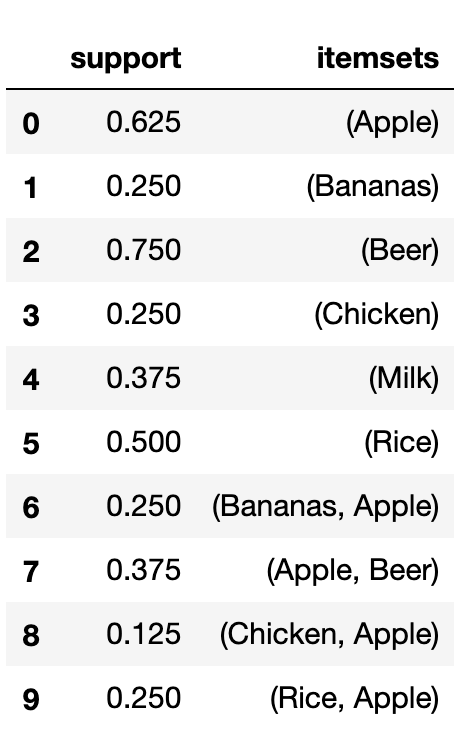 support itemsets
0 0.625 (Apple)
1 0.250 (Bananas)
2 0.750 (Beer)
3 0.250 (Chicken)
4 0.375 (Milk)
5 0.500 (Rice)
6 0.250 (Bananas, Apple)
7 0.375 (Apple, Beer)
8 0.125 (Chicken, Apple)
9 0.250 (Rice, Apple)